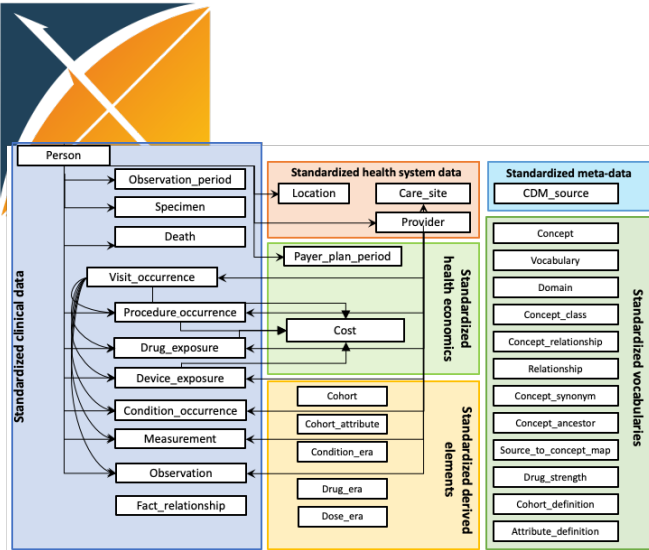 Person
Standardized clinical data
Observation_period
Specimen
Death
Visit_occurrence
Procedure_occurrence
Drug_exposure
Device_exposure
Condition_occurrence
Measurement
Observation
Fact_relationship
Standardized health system data
Location
Care_site
Provider
Payer_plan_period
Cost
Standardized
health economics
Cohort
Cohort_attribute
Condition_era
Drug_era
Dose_era
Standardized derived
elements
Standardized meta-data
CDM_source
Concept
Vocabulary
Domain
Concept_class
Concept_relationship
Relationship
Concept_synonym
Concept_ancestor
Source_to_concept_map
Drug_strength
Cohort_definition
Attribute_definition
Standardized vocabularies